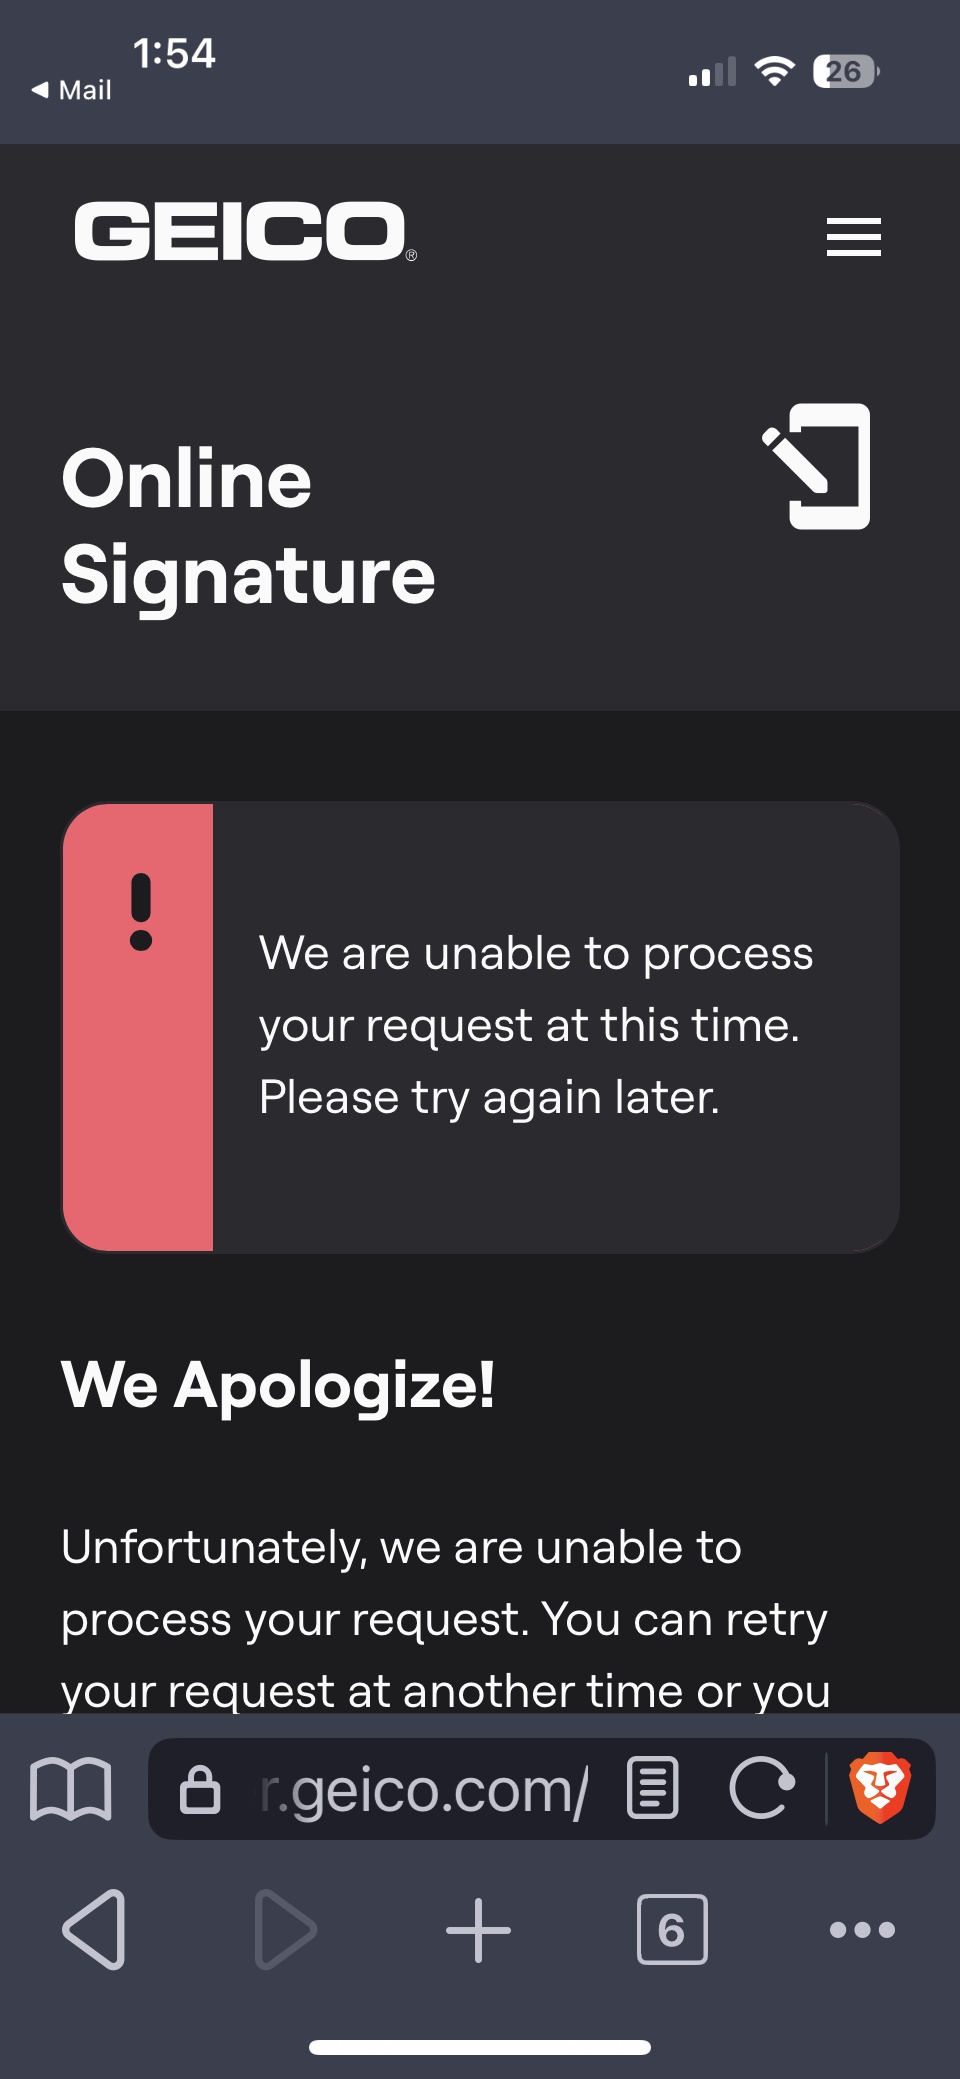 1:54
Mail
26
GEICO®
Online
Signature
We are unable to process
your request at this time.
Please try again later.
We Apologize!
Unfortunately, we are unable to
process your request. You can retry
your request at another time or you
r.geico.com/
6